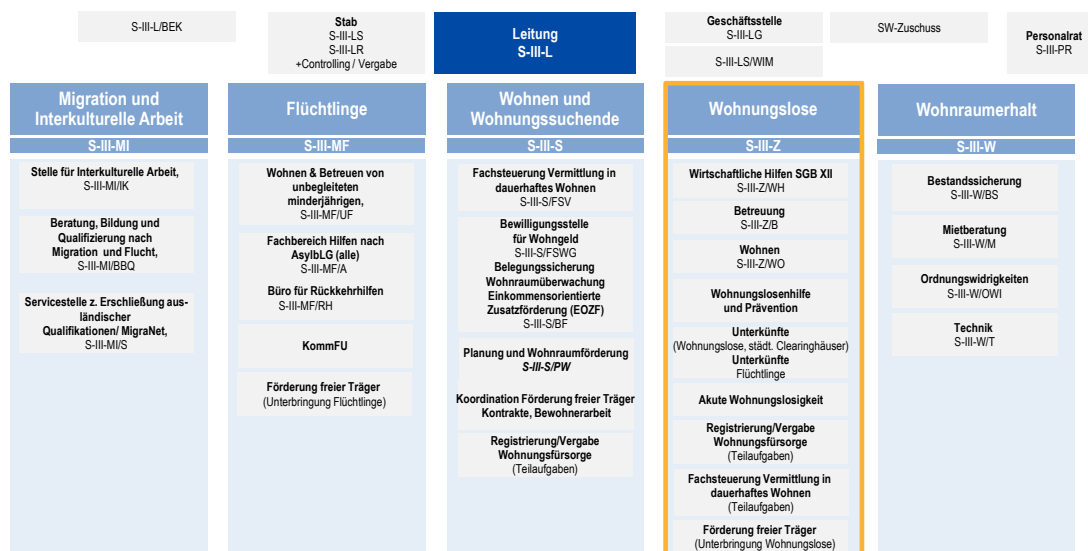 S-III-L/BEK
Stab
S-III-LS
S-III-LR
+Controlling / Vergabe
Leitung
S-III-L
Geschäftsstelle
S-III-LG
S-III-LS/WIM
SW-Zuschuss
Personalrat
S-III-PR
Migration und
Interkulturelle Arbeit
S-III-MI
Stelle für Interkulturelle Arbeit,
S-III-MI/IK
Beratung, Bildung und
Qualifizierung nach
Migration und Flucht,
S-III-MI/BBQ
Servicestelle z. Erschließung aus-
ländischer
Qualifikationen/ MigraNet,
S-III-MI/S
Flüchtlinge
S-III-MF
Wohnen & Betreuen von
unbegleiteten
minderjährigen,
S-III-MF/UF
Fachbereich Hilfen nach
AsylbLG (alle)
S-III-MF/A
Büro für Rückkehrhilfen
S-III-MF/RH
KommFU
Förderung freier Träger
(Unterbringung Flüchtlinge)
Wohnen und
Wohnungssuchende
S-III-S
Fachsteuerung Vermittlung in
dauerhaftes Wohnen
S-III-S/FSV
Bewilligungsstelle
für Wohngeld
S-III-S/FSWG
Belegungssicherung
Wohnraumüberwachung
Einkommensorientierte
Zusatzförderung (EOZF)
S-III-S/BF
Planung und Wohnraumförderung
S-III-S/PW
Koordination Förderung freier Träger
Kontrakte, Bewohnerarbeit
Registrierung/Vergabe
Wohnungsfürsorge
(Teilaufgaben)
Wohnungslose
S-III-Z
Wirtschaftliche Hilfen SGB XII
S-III-Z/WH
Betreuung
S-III-Z/B
Wohnen
S-III-Z/WO
Wohnungslosenhilfe
und Prävention
Unterkünfte
(Wohnungslose, städt. Clearinghäuser)
Unterkünfte
Flüchtlinge
Akute Wohnungslosigkeit
Registrierung/Vergabe
Wohnungsfürsorge
(Teilaufgaben)
Fachsteuerung Vermittlung in
dauerhaftes Wohnen
(Teilaufgaben)
Förderung freier Träger
(Unterbringung Wohnungslose)
Wohnraumerhalt
S-III-W
Bestandssicherung
S-III-W/BS
Mietberatung
S-III-W/M
Ordnungswidrigkeiten
S-III-W/OWI
Technik
S-III-W/T